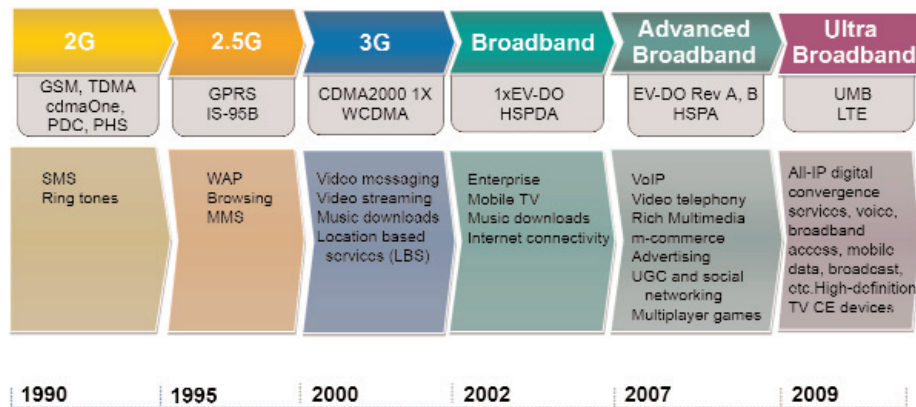 2G
2.5G
3G
Broadband
Advanced
Broadband
Ultra
Broadband
GSM, TDMA
cdmaOne,
PDC, PHS
GPRS
IS-95B
CDMA2000 1X
WCDMA
1xEV-DO
HSPDA
EV-DO Rev A, B
HSPA
UMB
LTE
SMS
Ring tones
WAP
Browsing
MMS
Video messaging
Video streaming
Music downloads
Location based
services (LBS)
Enterprise
Mobile TV
Music downloads
Internet connectivity
VoIP
Video telephony
Rich Multimedia
m-commerce
Advertising
UGC and social
networking
Multiplayer games
All-IP digital
convergence
services, voice,
broadband
access, mobile
data, broadcast,
etc.High-definition
TV CE devices
1990
1995
2000
2002
2007
2009